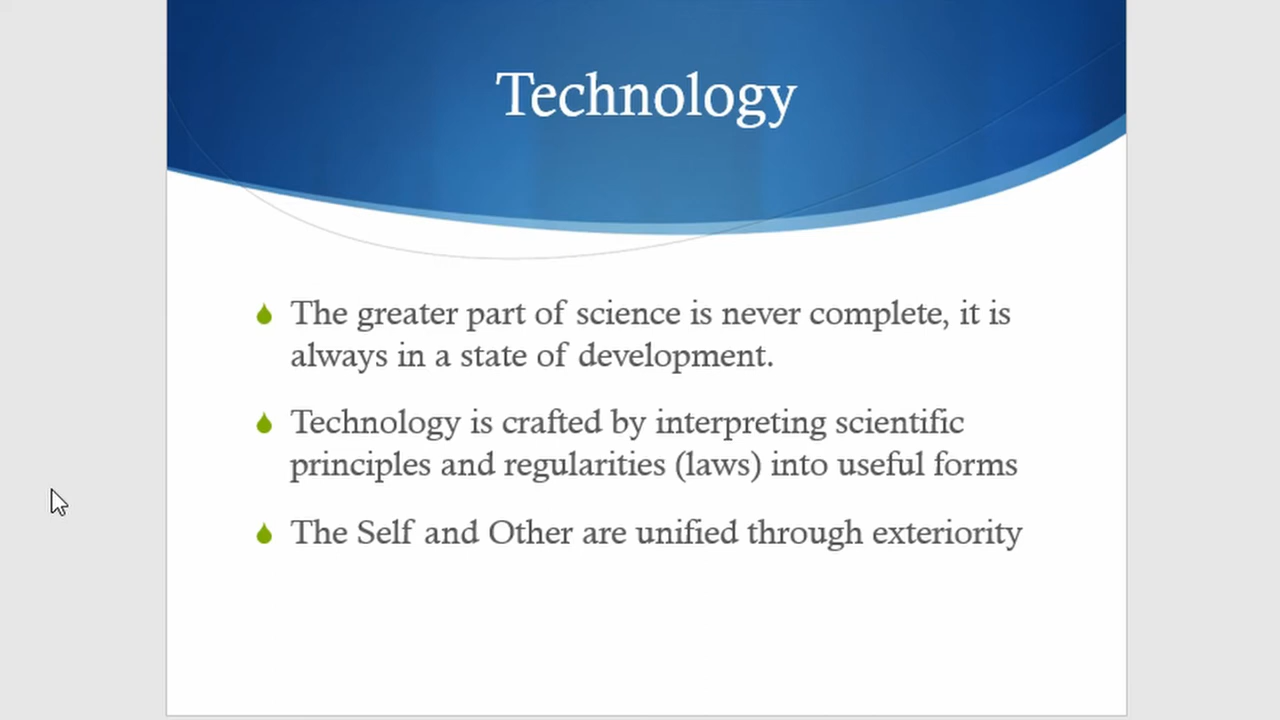 Technology
The greater part of science is never complete, it is
always in a state of development.
Technology is crafted by interpreting scientific
principles and regularities (laws) into useful forms
The Self and Other are unified through exteriority